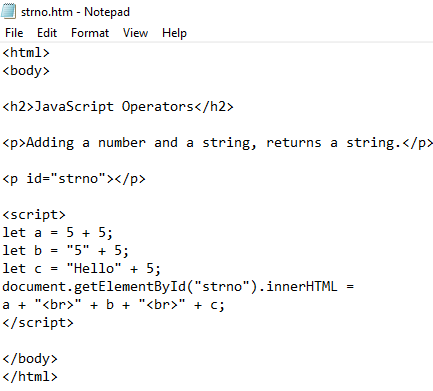 strno.htm - Notepad
File Edit Format View Help
<html>
<body>
<h2>JavaScript Operators</h2>
<p>Adding a number and a string, returns a string.</p>
<p id="strno"></p>
<script>
let a = 5 + 5;
let b = "5" + 5;
let c = "Hello" + 5;
document.getElementById("strno").innerHTML =
a + "<br>" + b + "<br>" + c;
</script>
</body>
</html>